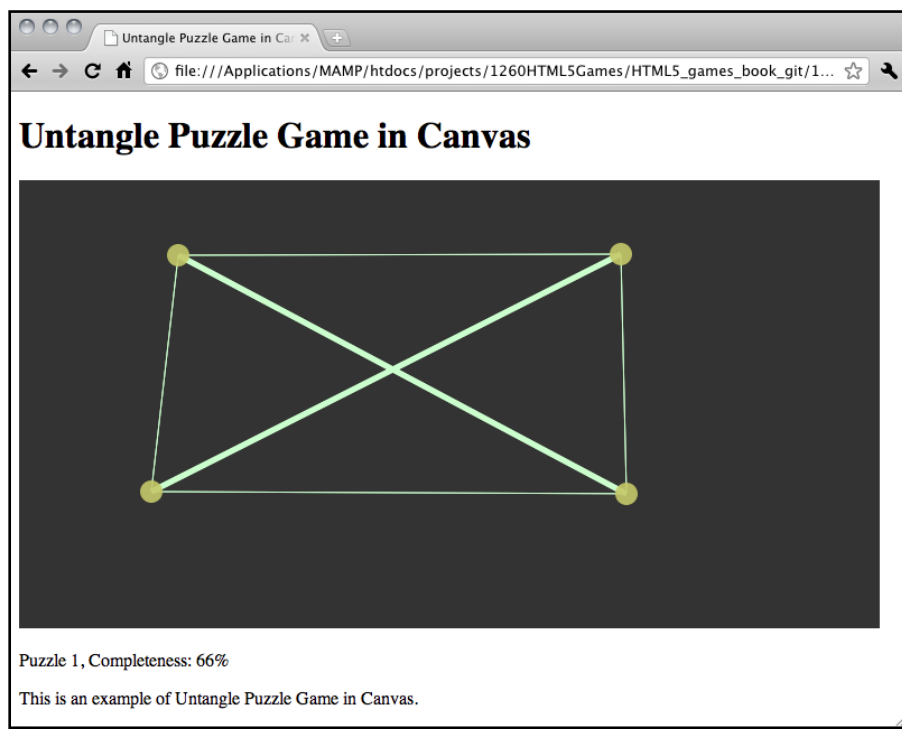 Untangle Puzzle Game in Ca
file:///Applications/MAMP/htdocs/projects/1260HTML5Games/HTML5_games_book_git/1...
Untangle Puzzle Game in Canvas
Puzzle 1, Completeness: 66%
This is an example of Untangle Puzzle Game in Canvas.